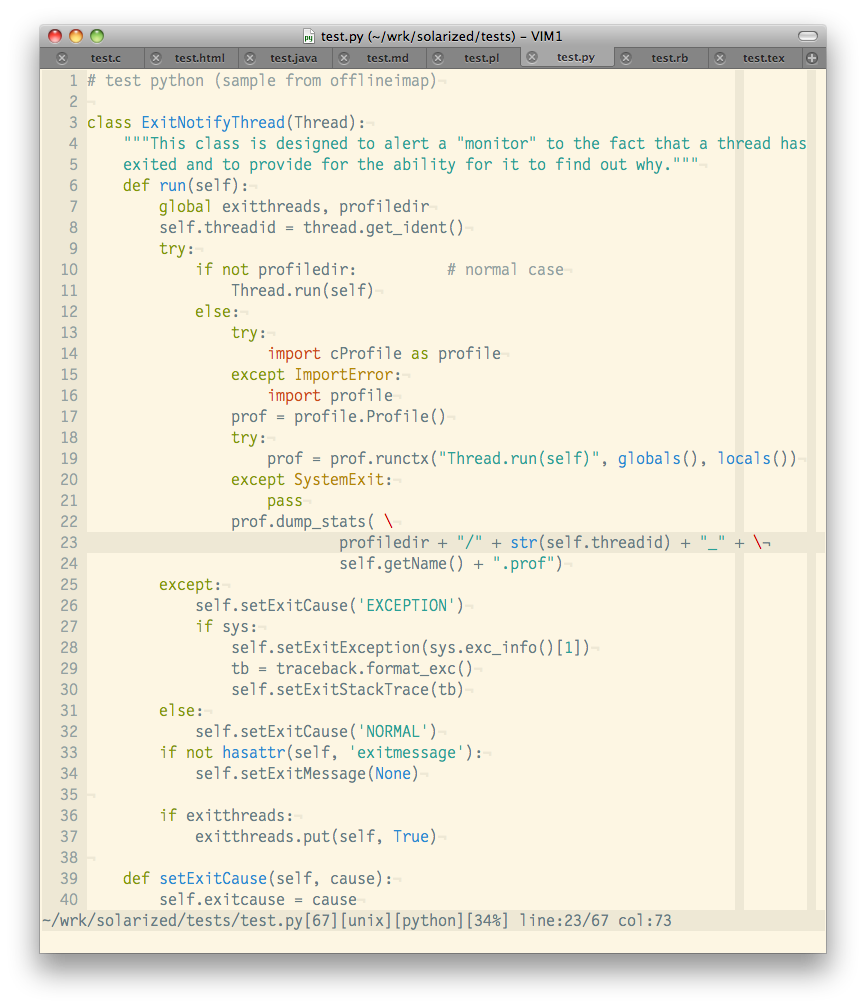 test.py (~/wrk/solarized/tests) – VIM1
test.c test.html test.java test.md test.pl test.py test.rb test.tex
1 # test python (sample from offlineimap)¬
2 ¬
3 class ExitNotifyThread(Thread):¬
4     """This class is designed to alert a "monitor" to the fact that a thread has
5     exited and to provide for the ability for it to find out why."""¬
6     def run(self):¬
7         global exitthreads, profiledir¬
8         self.threadid = thread.get_ident()¬
9         try:¬
10             if not profiledir:          # normal case¬
11                 Thread.run(self)¬
12             else:¬
13                 try:¬
14                     import cProfile as profile¬
15                 except ImportError:¬
16                     import profile¬
17                 prof = profile.Profile()¬
18                 try:¬
19                     prof = prof.runctx("Thread.run(self)", globals(), locals())¬
20                 except SystemExit:¬
21                     pass¬
22                 prof.dump_stats( \¬
23                             profiledir + "/" + str(self.threadid) + "_" + \¬
24                             self.getName() + ".prof")¬
25         except:¬
26             self.setExitCause('EXCEPTION')¬
27             if sys:¬
28                 self.setExitException(sys.exc_info()[1])¬
29                 tb = traceback.format_exc()¬
30                 self.setExitStackTrace(tb)¬
31         else:¬
32             self.setExitCause('NORMAL')¬
33         if not hasattr(self, 'exitmessage'):¬
34             self.setExitMessage(None)¬
35 ¬
36         if exitthreads:¬
37             exitthreads.put(self, True)¬
38 ¬
39     def setExitCause(self, cause):¬
40         self.exitcause = cause¬
~/wrk/solarized/tests/test.py[67][unix][python][34%] line:23/67 col:73